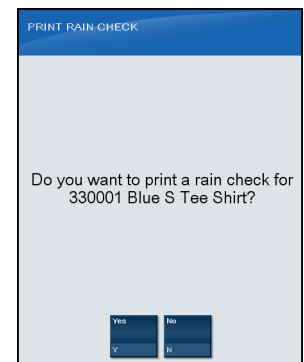 PRINT RAIN CHECK
Do you want to print a rain check for
330001 Blue S Tee Shirt?
Yes No
Y N